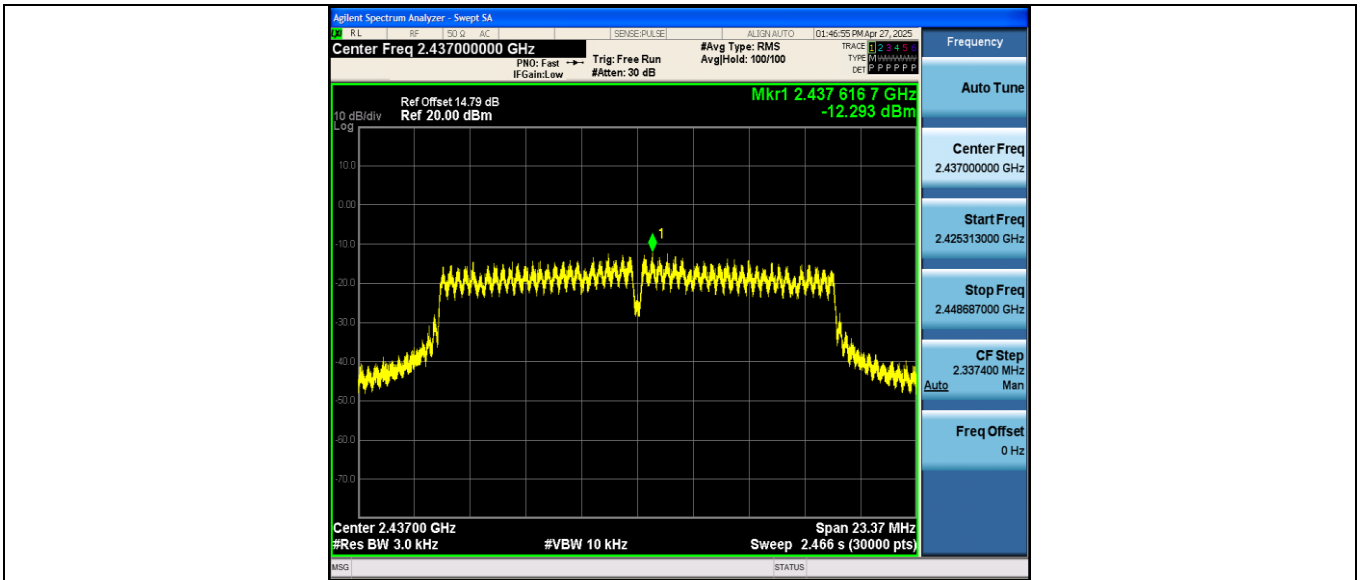 Agilent Spectrum Analyzer - Swept SA
RL RF 50 Ω AC SENSE:PULSE ALIGN AUTO 01:46:55 PM Apr 27, 2025
Center Freq 2.437000000 GHz
PNO: Fast
IFGain:Low
Trig: Free Run
#Atten: 30 dB
#Avg Type: RMS
Avg|Hold: 100/100
TRACE 1 2 3 4 5 6
TYPE M
DET P P P P P P
Ref Offset 14.79 dB
10 dB/div Ref 20.00 dBm
Log
Mkr1 2.437 616 7 GHz
-12.293 dBm
10.0
0.00
-10.0
-20.0
-30.0
-40.0
-50.0
-60.0
-70.0
1
Center 2.43700 GHz Span 23.37 MHz
#Res BW 3.0 kHz #VBW 10 kHz Sweep 2.466 s (30000 pts)
MSG STATUS
Frequency
Auto Tune
Center Freq
2.437000000 GHz
Start Freq
2.425313000 GHz
Stop Freq
2.448687000 GHz
CF Step
2.337400 MHz
Auto Man
Freq Offset
0 Hz